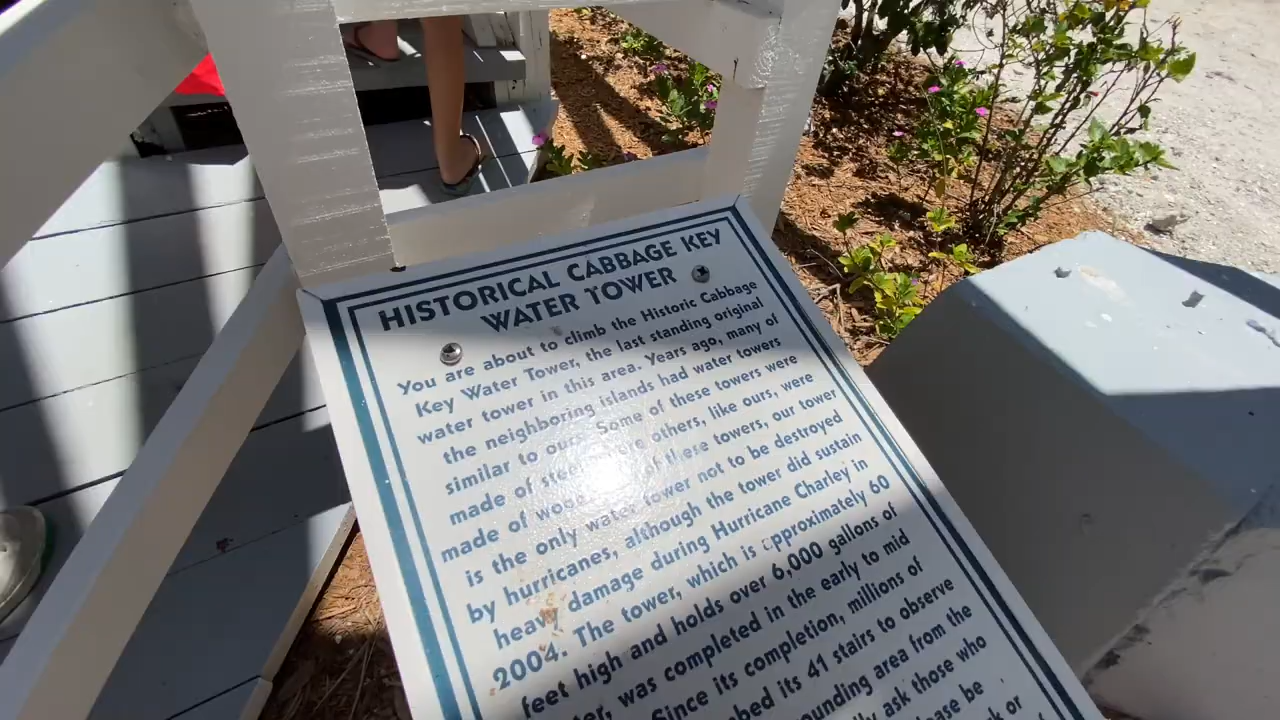 HISTORICAL CABBAGE KEY
WATER TOWER
You are about to climb the Historic Cabbage
Key Water Tower, the last standing original
water tower in this area. Years ago, many of
the neighboring islands had water towers
similar to ours. Some of these towers were
made of steel others, like ours, were
made of wood of these towers, our tower
is the only water tower not to be destroyed
by hurricanes, although the tower did sustain
heavy damage during Hurricane Charley in
2004. The tower, which is approximately 60
feet high and holds over 6,000 gallons of
was completed in the early to mid
Since its completion, millions of
its 41 stairs to observe
area from the
ask those who
be
or